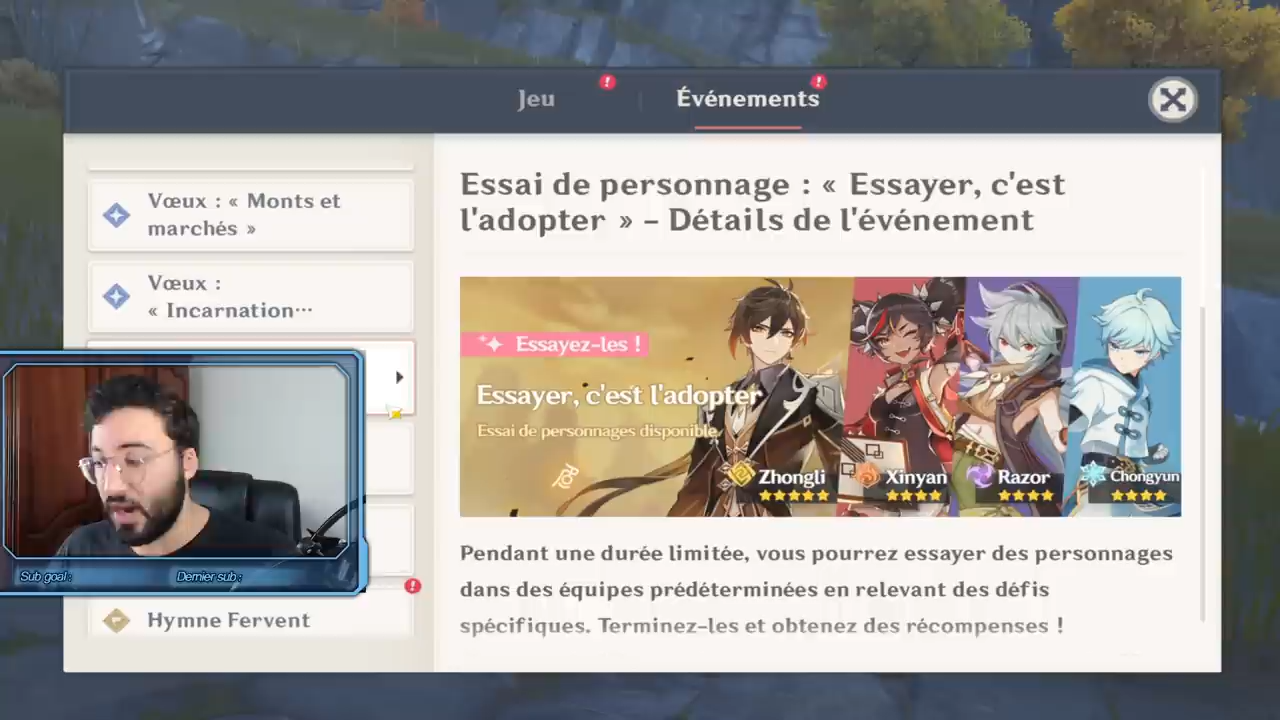 Jeu
Événements
Vœux : « Monts et
marchés »
Vœux :
« Incarnation…
Hymne Fervent
Essai de personnage : « Essayer, c'est
l'adopter » – Détails de l'événement
Essayez-les !
Essayer, c'est l'adopter
Essai de personnages disponible
Zhongli
Xinyan
Razor
Chongyun
Pendant une durée limitée, vous pourrez essayer des personnages
dans des équipes prédéterminées en relevant des défis
spécifiques. Terminez-les et obtenez des récompenses !
Sub goal :
Dernier sub :